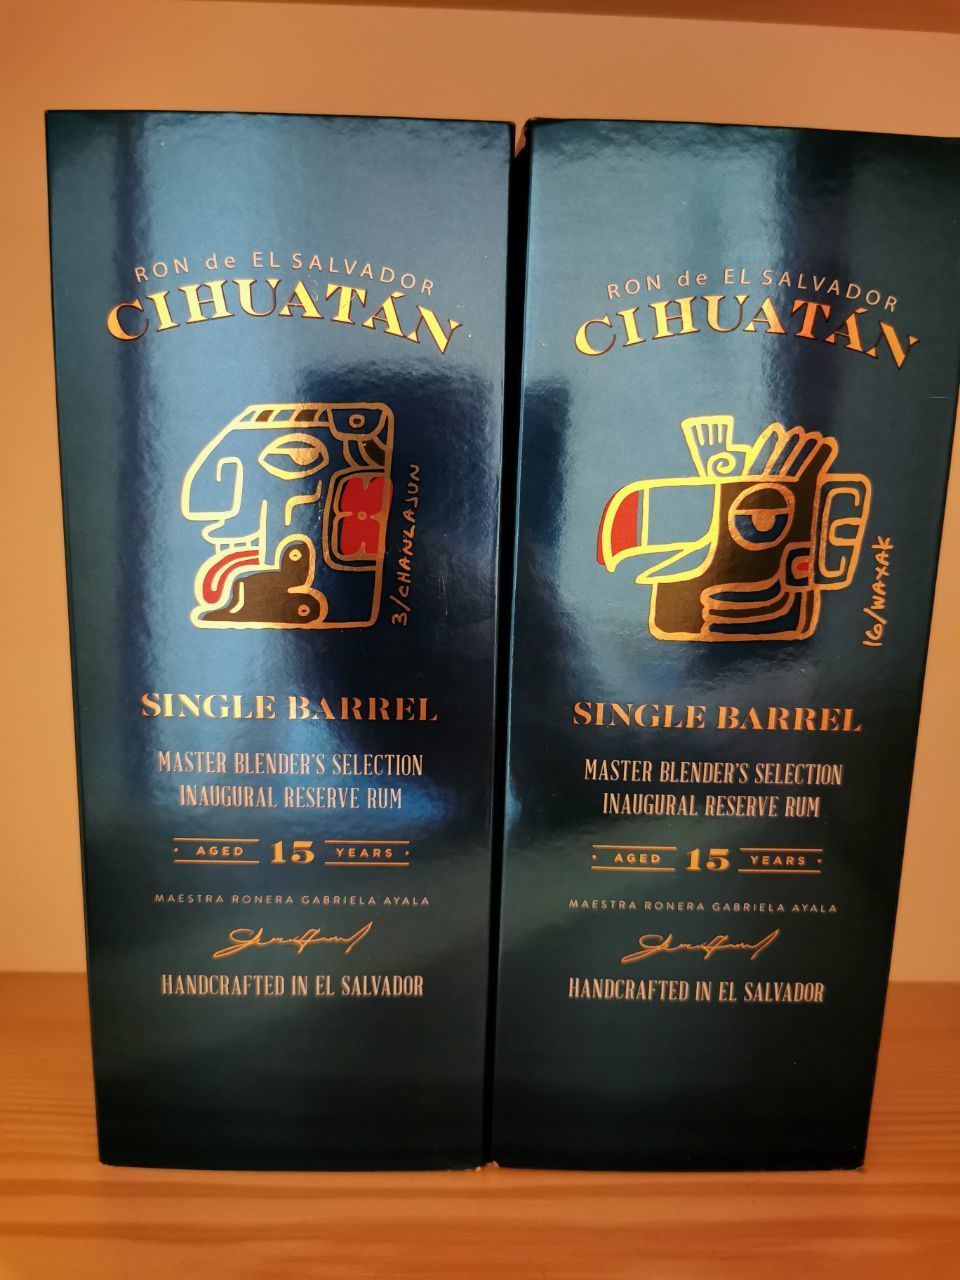 RON de EL SALVADOR
CIHUATÁN
3/CHANLAJUN
SINGLE BARREL
MASTER BLENDER'S SELECTION
INAUGURAL RESERVE RUM
AGED 15 YEARS
MAESTRA RONERA GABRIELA AYALA
HANDCRAFTED IN EL SALVADOR
RON de EL SALVADOR
CIHUATÁN
16/WAXAK
SINGLE BARREL
MASTER BLENDER'S SELECTION
INAUGURAL RESERVE RUM
AGED 15 YEARS
MAESTRA RONERA GABRIELA AYALA
HANDCRAFTED IN EL SALVADOR